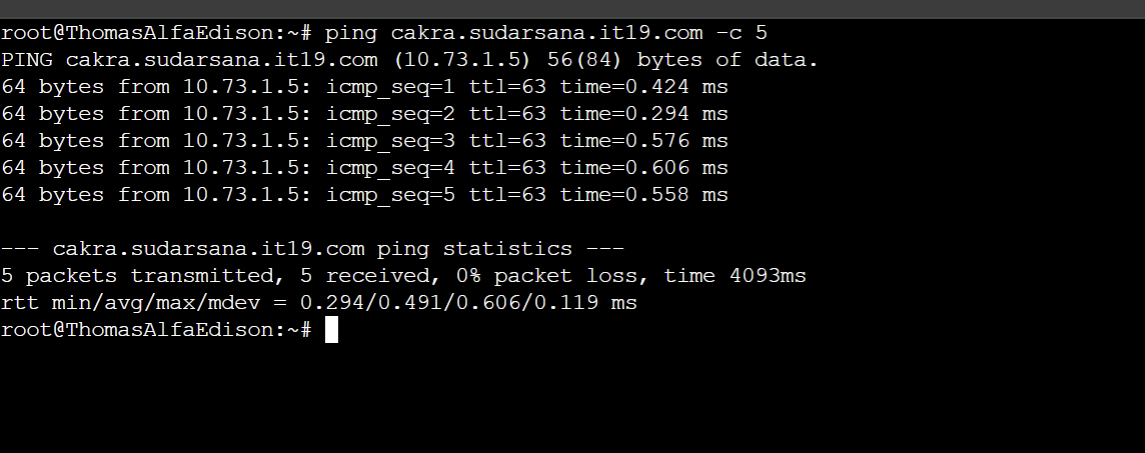 root@ThomasAlfaEdison:~# ping cakra.sudarsana.it19.com -c 5
PING cakra.sudarsana.it19.com (10.73.1.5) 56(84) bytes of data.
64 bytes from 10.73.1.5: icmp_seq=1 ttl=63 time=0.424 ms
64 bytes from 10.73.1.5: icmp_seq=2 ttl=63 time=0.294 ms
64 bytes from 10.73.1.5: icmp_seq=3 ttl=63 time=0.576 ms
64 bytes from 10.73.1.5: icmp_seq=4 ttl=63 time=0.606 ms
64 bytes from 10.73.1.5: icmp_seq=5 ttl=63 time=0.558 ms
--- cakra.sudarsana.it19.com ping statistics ---
5 packets transmitted, 5 received, 0% packet loss, time 4093ms
rtt min/avg/max/mdev = 0.294/0.491/0.606/0.119 ms
root@ThomasAlfaEdison:~#